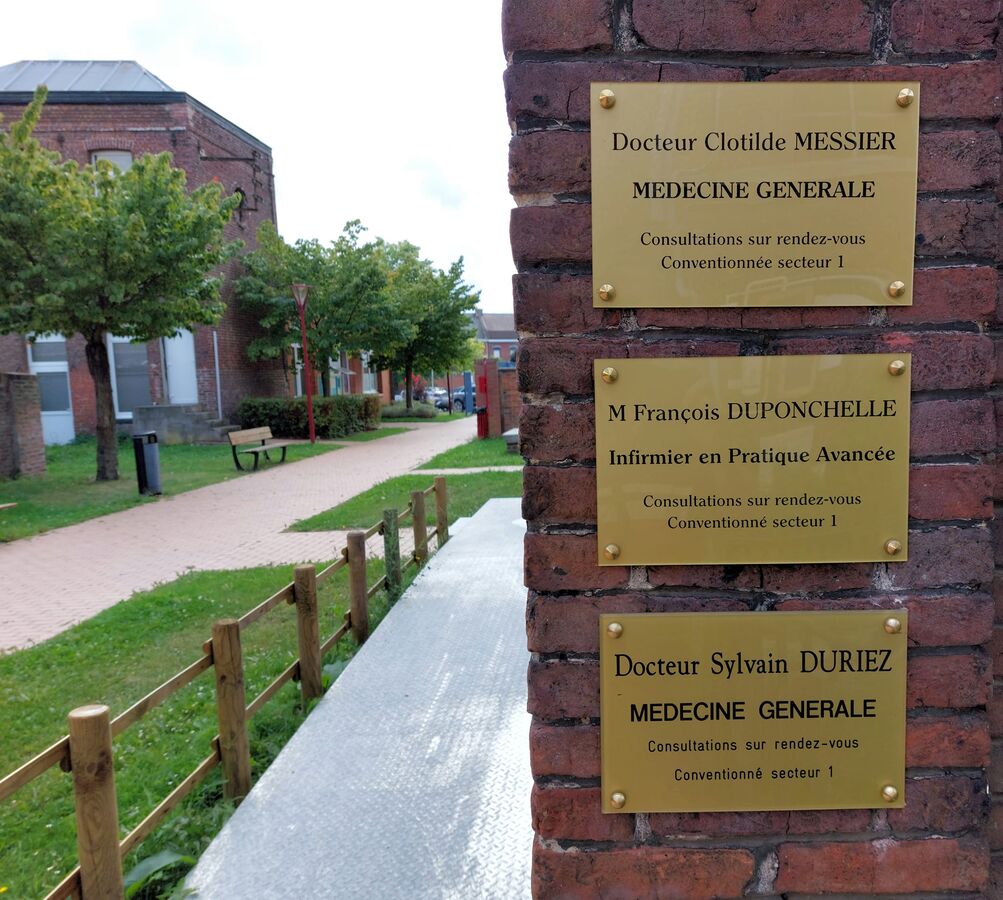 Docteur Clotilde MESSIER
MEDECINE GENERALE
Consultations sur rendez-vous
Conventionnée secteur 1
M François DUPONCHELLE
Infirmier en Pratique Avancée
Consultations sur rendez-vous
Conventionné secteur 1
Docteur Sylvain DURIEZ
MEDECINE GENERALE
Consultations sur rendez-vous
Conventionné secteur 1